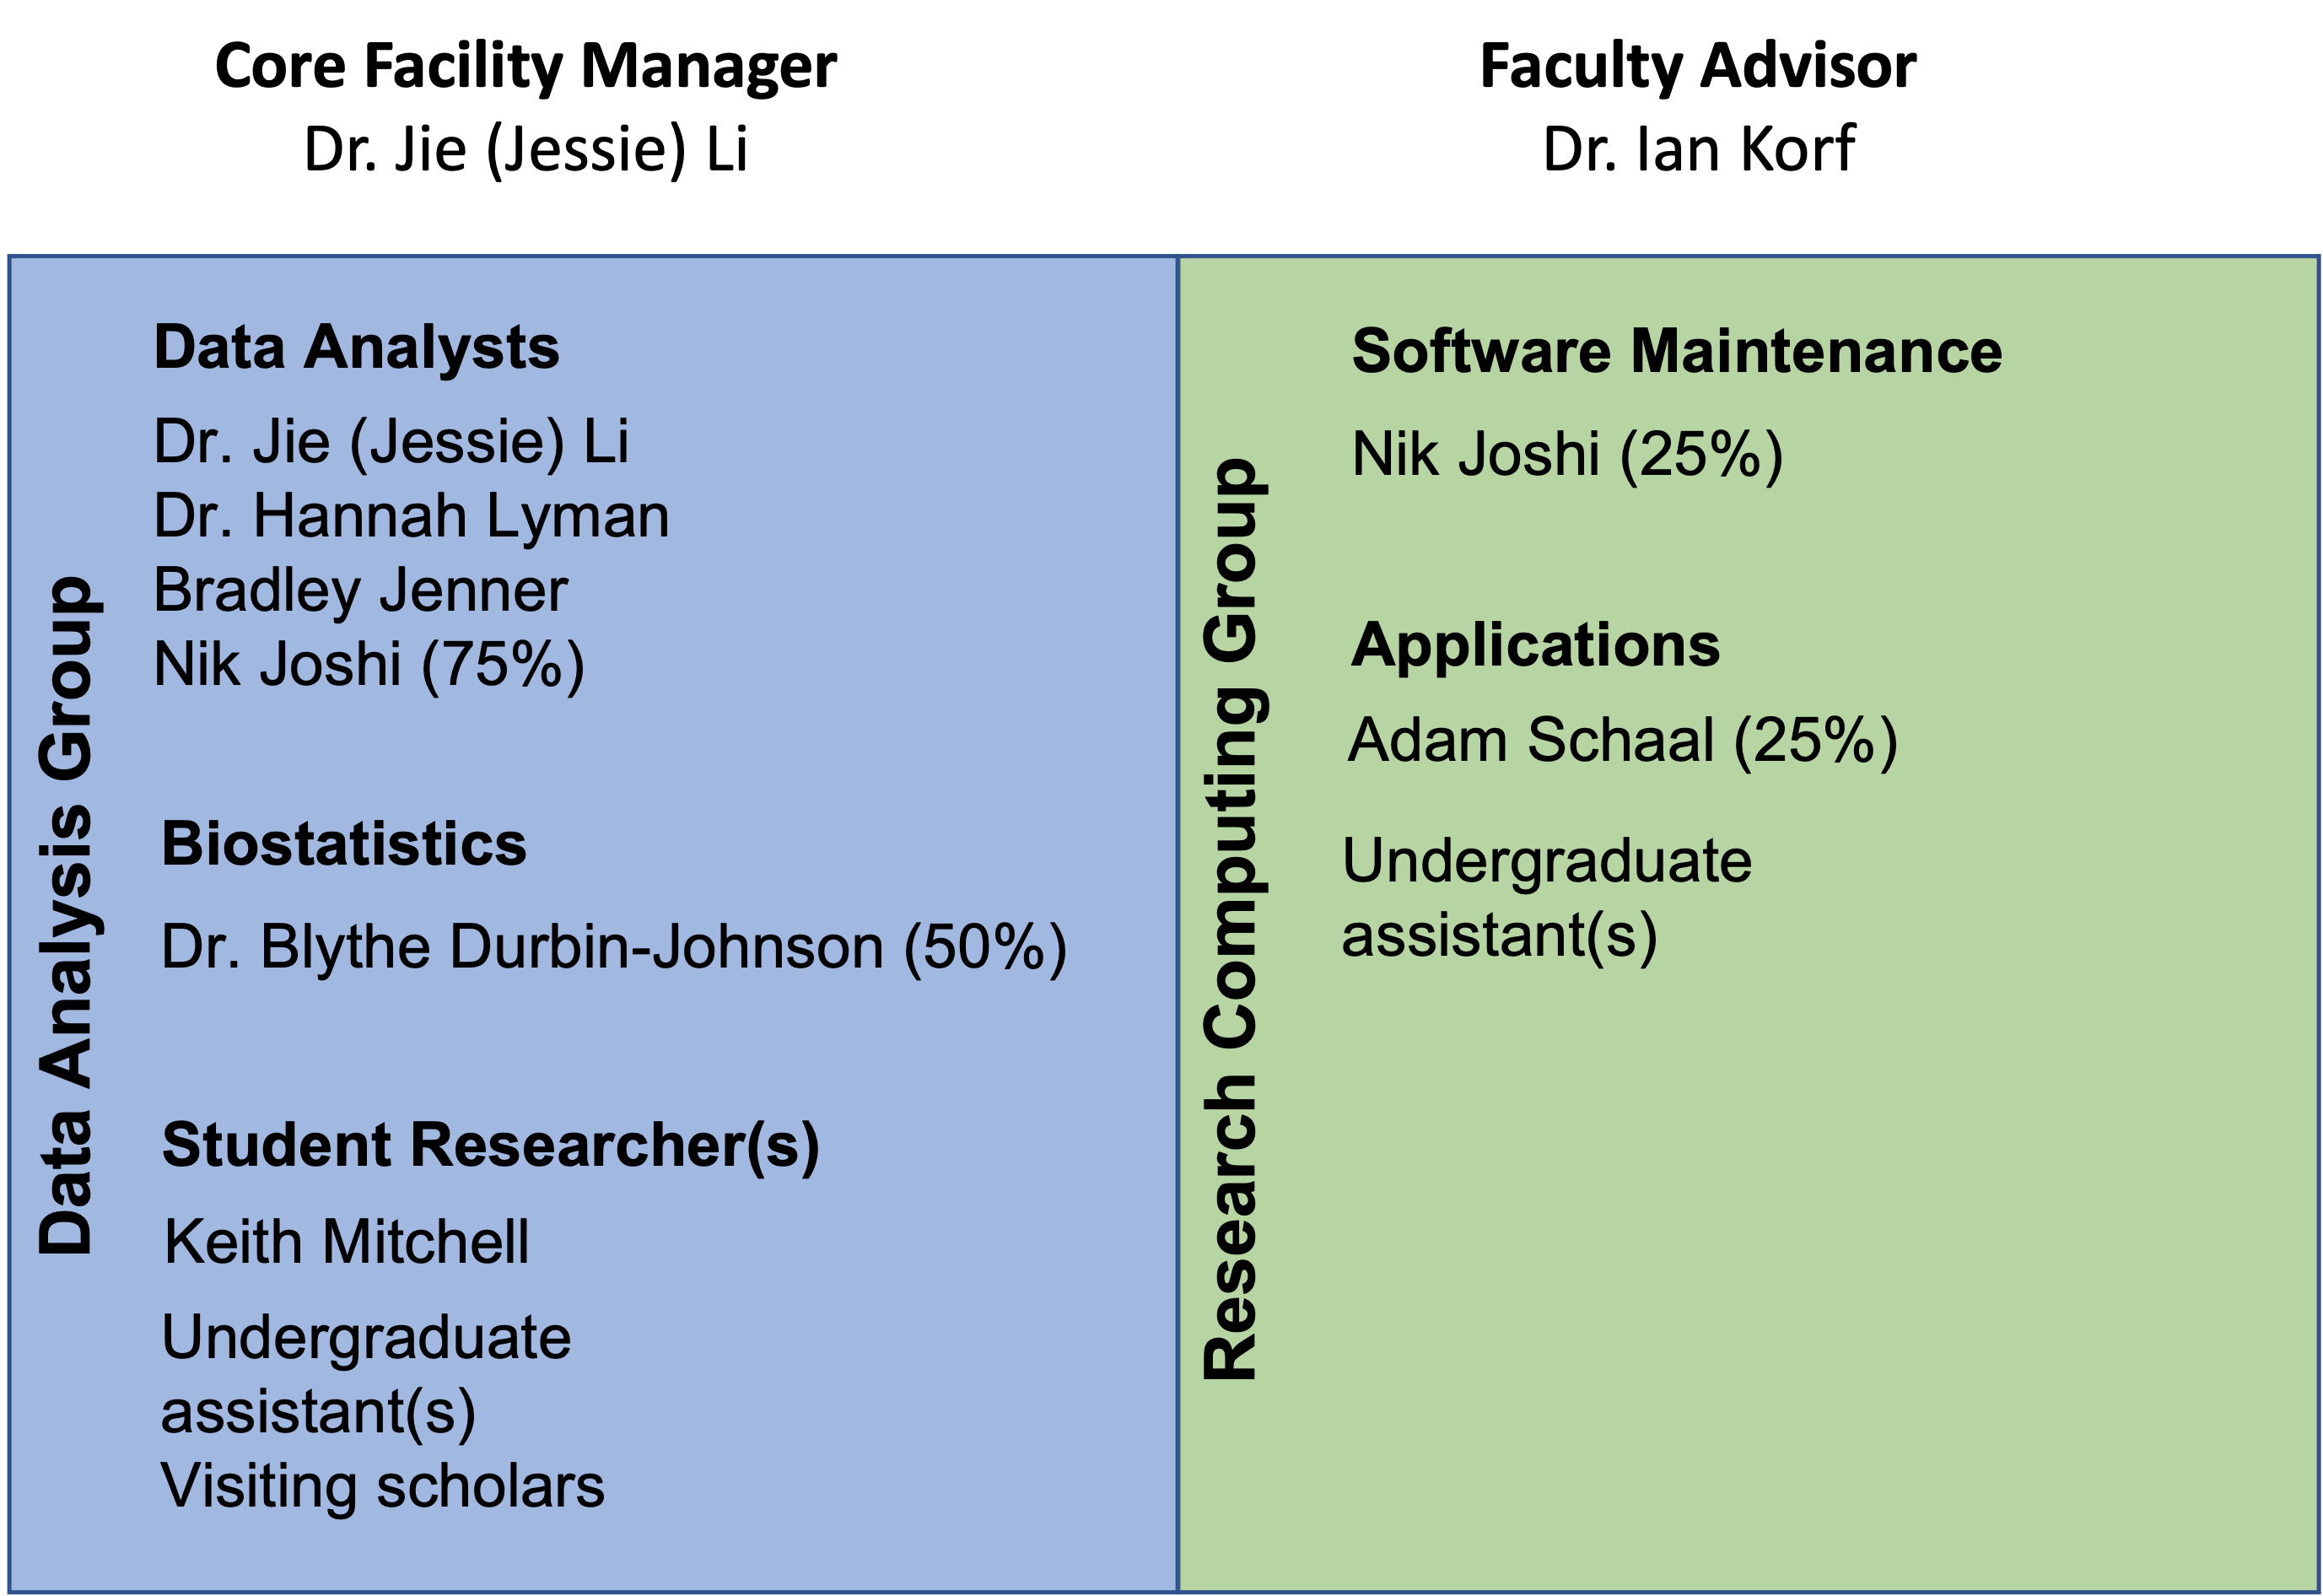 Core Facility Manager
Dr. Jie (Jessie) Li
Faculty Advisor
Dr. Ian Korf
Data Analysis Group
Data Analysts
Dr. Jie (Jessie) Li
Dr. Hannah Lyman
Bradley Jenner
Nik Joshi (75%)
Biostatistics
Dr. Blythe Durbin-Johnson (50%)
Student Researcher(s)
Keith Mitchell
Undergraduate
assistant(s)
Visiting scholars
Research Computing Group
Software Maintenance
Nik Joshi (25%)
Applications
Adam Schaal (25%)
Undergraduate
assistant(s)